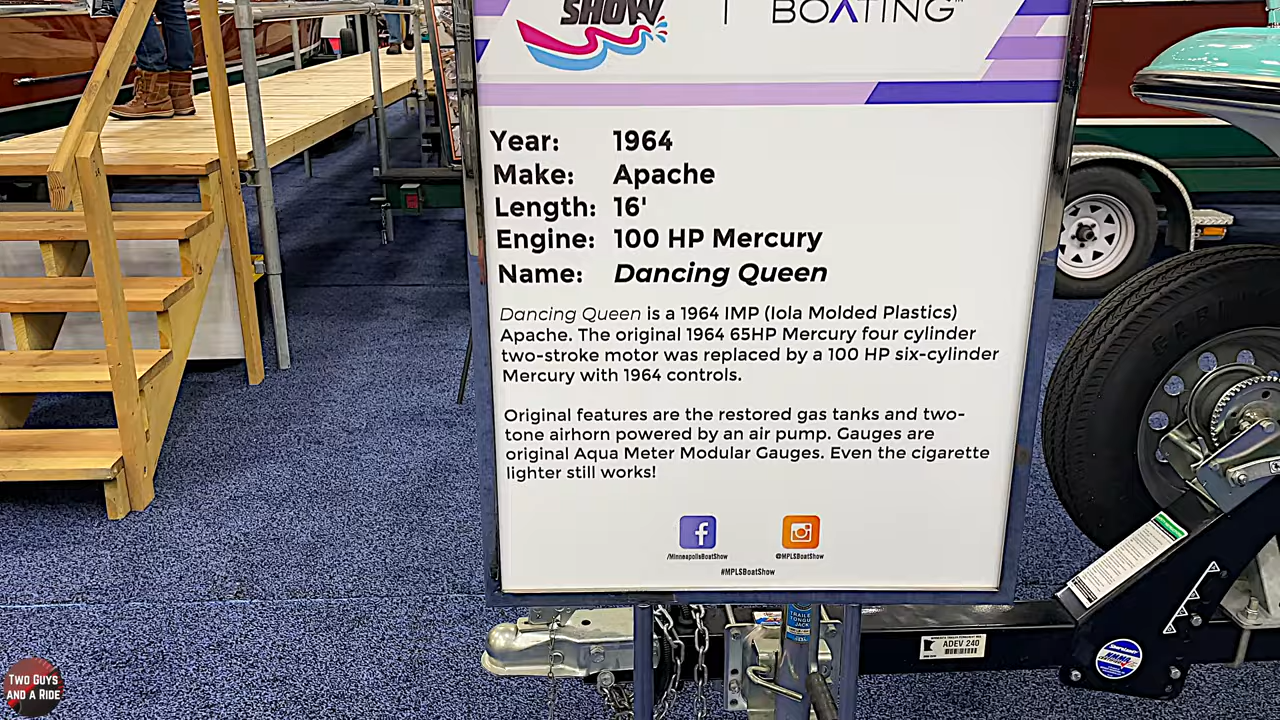 SHOW
BOATING
Year: 1964
Make: Apache
Length: 16'
Engine: 100 HP Mercury
Name: Dancing Queen
Dancing Queen is a 1964 IMP (Iola Molded Plastics)
Apache. The original 1964 65HP Mercury four cylinder
two-stroke motor was replaced by a 100 HP six-cylinder
Mercury with 1964 controls.
Original features are the restored gas tanks and two-
tone airhorn powered by an air pump. Gauges are
original Aqua Meter Modular Gauges. Even the cigarette
lighter still works!
/MinneapolisBoatShow
@MPLSBoatShow
#MPLSBoatShow
ADEV 240
TWO GUYS
AND A RIDE